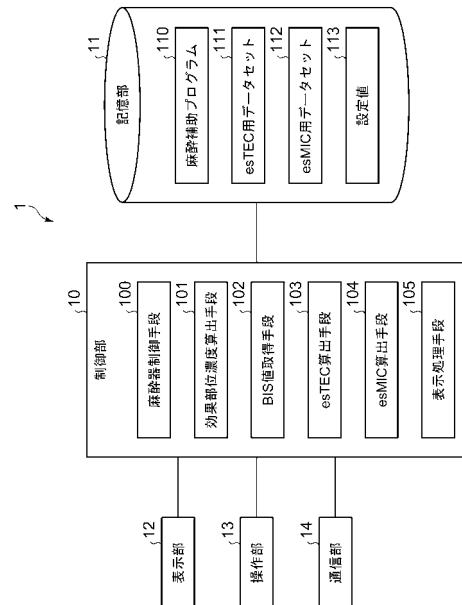 1
10
制御部
100
麻酔器制御手段
101
効果部位濃度算出手段
102
BIS値取得手段
103
esTEC算出手段
104
esMIC算出手段
105
表示処理手段
11
記憶部
110
麻酔補助プログラム
111
esTEC用データセット
112
esMIC用データセット
113
設定値
12
表示部
13
操作部
14
通信部